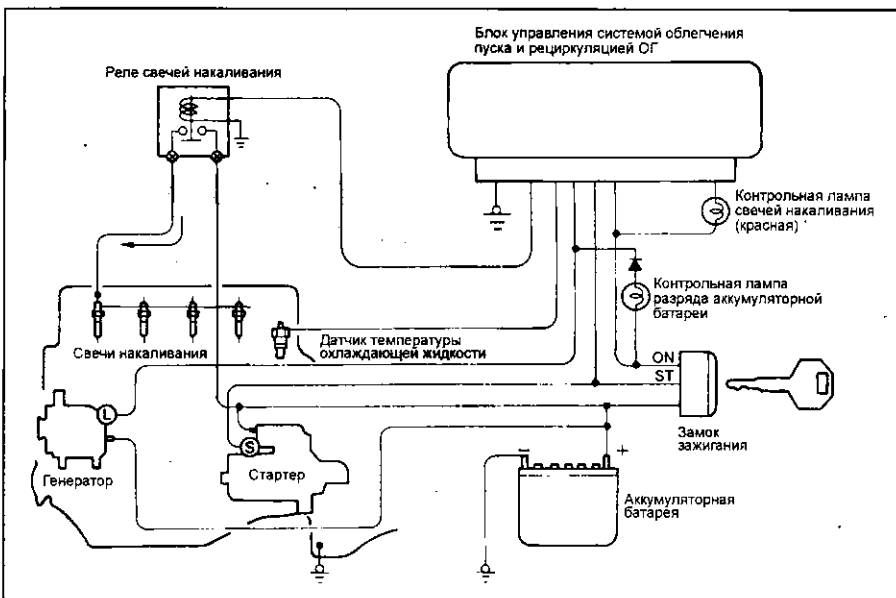 Блок управления системой облегчения
пуска и рециркуляцией ОГ
Реле свечей накаливания
Контрольная лампа
свечей накаливания
(красная)
Контрольная лампа
разряда аккумуляторной
батареи
Датчик температуры
охлаждающей жидкости
Свечи накаливания
ON
ST
L
Замок
зажигания
S
Генератор
Стартер
+
Аккумуляторная
батарея